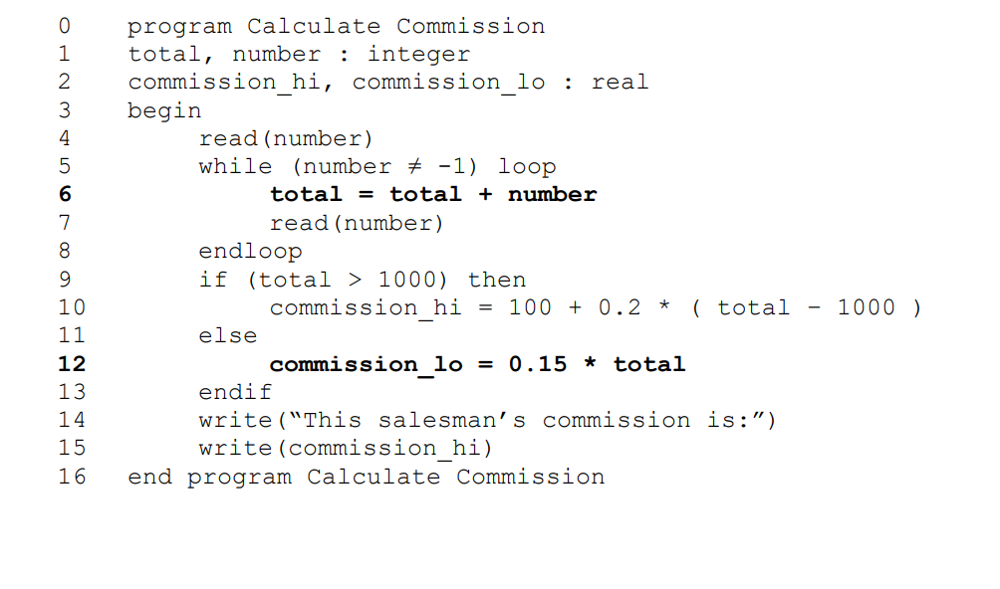 0 program Calculate Commission
1 total, number : integer
2 commission_hi, commission_lo : real
3 begin
4 read(number)
5 while (number ≠ -1) loop
6 total = total + number
7 read(number)
8 endloop
9 if (total > 1000) then
10 commission_hi = 100 + 0.2 * ( total – 1000 )
11 else
12 commission_lo = 0.15 * total
13 endif
14 write(“This salesman’s commission is:”)
15 write(commission_hi)
16 end program Calculate Commission